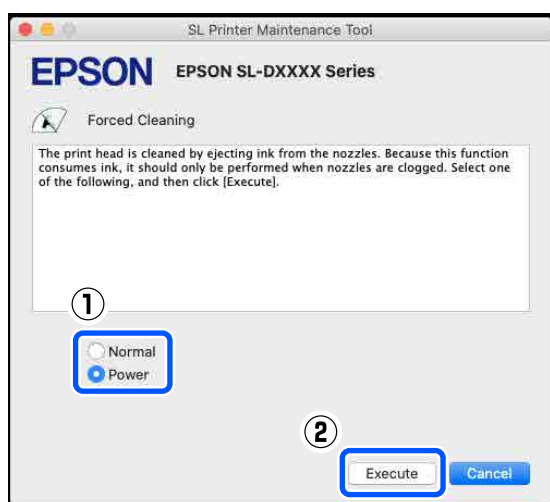 SL Printer Maintenance Tool
EPSON EPSON SL-DXXXX Series
Forced Cleaning
The print head is cleaned by ejecting ink from the nozzles. Because this function
consumes ink, it should only be performed when nozzles are clogged. Select one
of the following, and then click [Execute].
①
Normal
Power
②
Execute Cancel